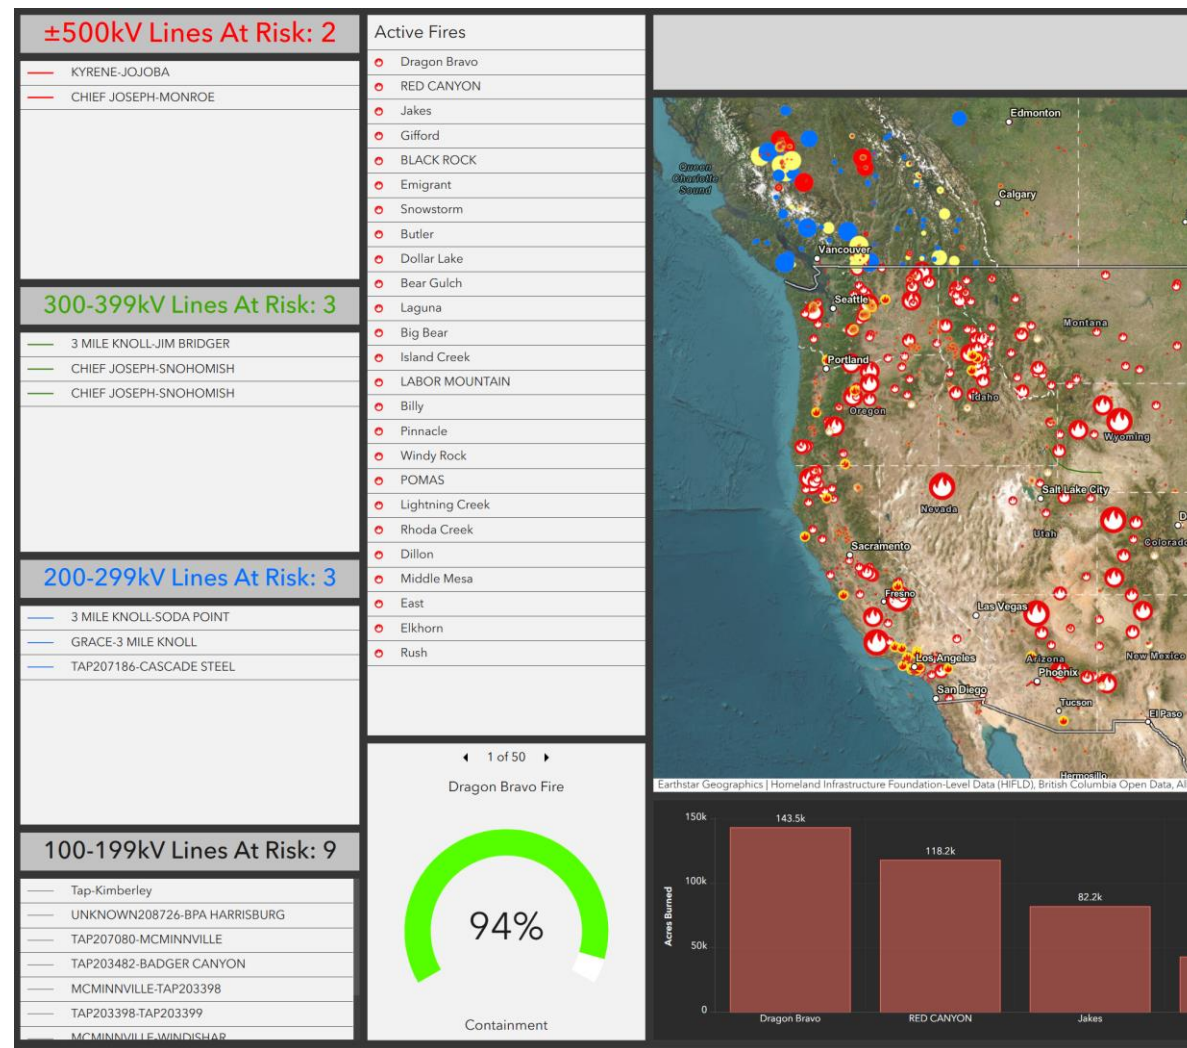 ±500kV Lines At Risk: 2
KYRENE-JOJOBA
CHIEF JOSEPH-MONROE
300-399kV Lines At Risk: 3
3 MILE KNOLL-JIM BRIDGER
CHIEF JOSEPH-SNOHOMISH
CHIEF JOSEPH-SNOHOMISH
200-299kV Lines At Risk: 3
3 MILE KNOLL-SODA POINT
GRACE-3 MILE KNOLL
TAP207186-CASCADE STEEL
100-199kV Lines At Risk: 9
Tap-Kimberley
UNKNOWN208726-BPA HARRISBURG
TAP207080-MCMINNVILLE
TAP203482-BADGER CANYON
MCMINNVILLE-TAP203398
TAP203398-TAP203399
MCMINNVILLE-WINDISHAR
Active Fires
Dragon Bravo
RED CANYON
Jakes
Gifford
BLACK ROCK
Emigrant
Snowstorm
Butler
Dollar Lake
Bear Gulch
Laguna
Big Bear
Island Creek
LABOR MOUNTAIN
Billy
Pinnacle
Windy Rock
POMAS
Lightning Creek
Rhoda Creek
Dillon
Middle Mesa
East
Elkhorn
Rush
1 of 50
Dragon Bravo Fire
94%
Containment
Edmonton
Queen
Charlotte
Sound
Calgary
Vancouver
Seattle
Montana
Portland
Idaho
Oregon
Wyoming
Salt Lake City
Nevada
Utah
D
Colorado
Sacramento
Fresno
Las Vegas
Los Angeles
Arizona
New Mexico
Phoenix
San Diego
Tucson
El Paso
Hermosillo
Earthstar Geographics | Homeland Infrastructure Foundation-Level Data (HIFLD), British Columbia Open Data, Al
Acres Burned
150k
100k
50k
0
143.5k
118.2k
82.2k
Dragon Bravo
RED CANYON
Jakes